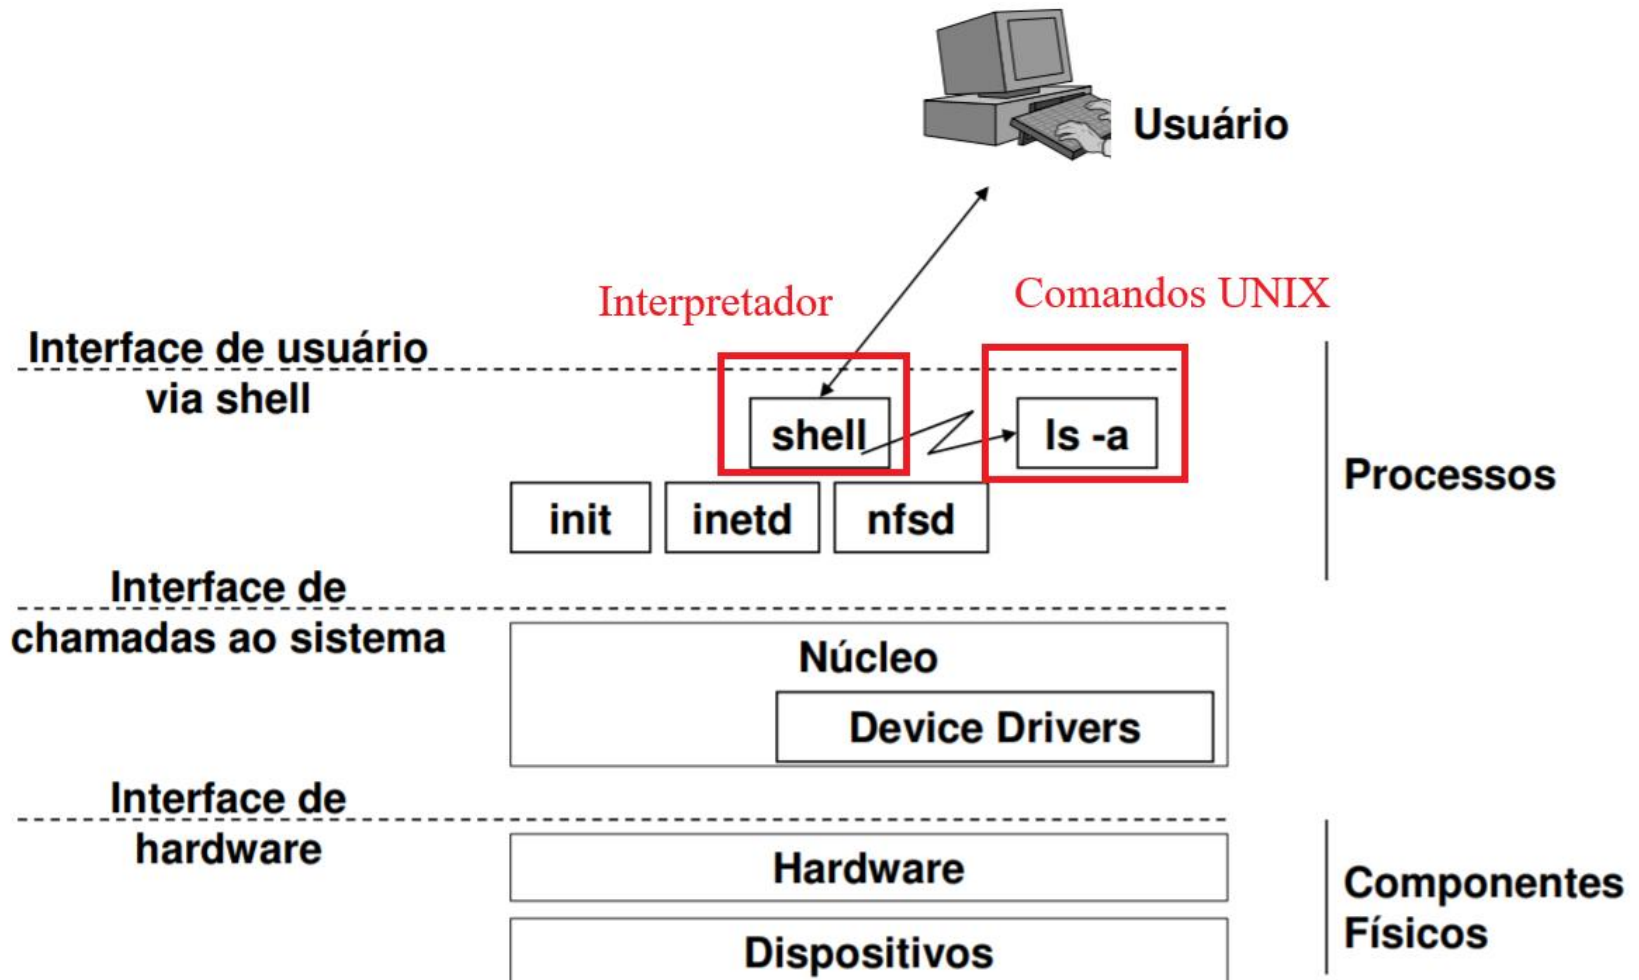 Usuário
Interpretador
Comandos UNIX
Interface de usuário
via shell
shell
ls -a
Processos
init
inetd
nfsd
Interface de
chamadas ao sistema
Núcleo
Device Drivers
Interface de
hardware
Hardware
Componentes
Físicos
Dispositivos